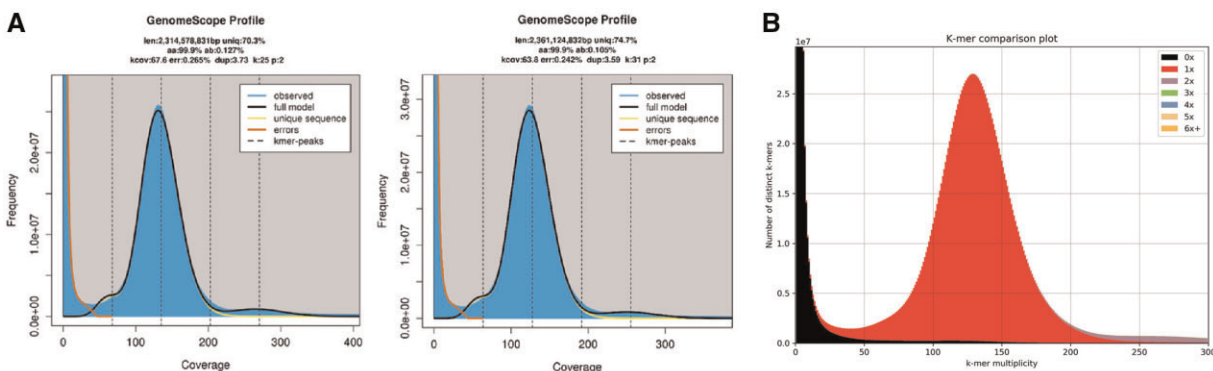 A
GenomeScope Profile
len:2,314,578,831bp uniq:70.3%
aa:99.9% ab:0.127%
kcov:67.6 err:0.265% dup:3.73 k:25 p:2
observed
full model
unique sequence
errors
kmer-peaks
Frequency
0.0e+00
1.0e+07
2.0e+07
0
100
200
300
400
Coverage
GenomeScope Profile
len:2,361,124,832bp uniq:74.7%
aa:99.9% ab:0.105%
kcov:63.8 err:0.242% dup:3.59 k:31 p:2
observed
full model
unique sequence
errors
kmer-peaks
Frequency
0.0e+00
1.0e+07
2.0e+07
3.0e+07
0
100
200
300
Coverage
B
K-mer comparison plot
1e7
0x
1x
2x
3x
4x
5x
6x+
Number of distinct k-mers
0.0
0.5
1.0
1.5
2.0
2.5
0
50
100
150
200
250
300
k-mer multiplicity